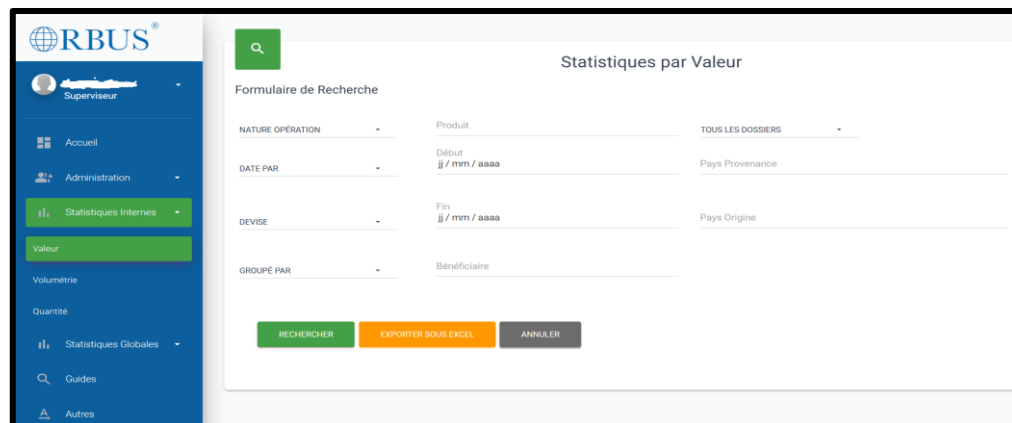 ORBUS®
Superviseur
Accueil
Administration
Statistiques Internes
Valeur
Volumétrie
Quantité
Statistiques Globales
Guides
Autres
Statistiques par Valeur
Formulaire de Recherche
NATURE OPÉRATION
Produit
TOUS LES DOSSIERS
DATE PAR
Début
jj / mm / aaaa
Pays Provenance
DEVISE
Fin
jj / mm / aaaa
Pays Origine
GROUPÉ PAR
Bénéficiaire
RECHERCHER
EXPORTER SOUS EXCEL
ANNULER